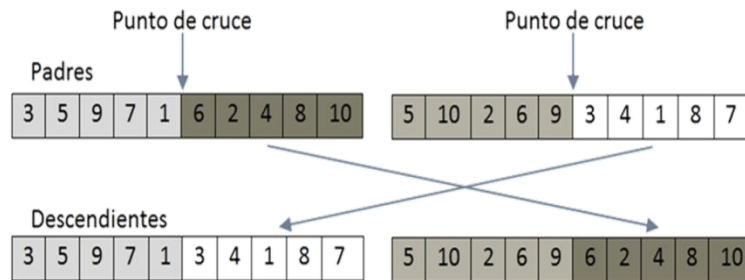 Punto de cruce Punto de cruce
Padres
3 5 9 7 1 6 2 4 8 10 5 10 2 6 9 3 4 1 8 7
Descendientes
3 5 9 7 1 3 4 1 8 7 5 10 2 6 9 6 2 4 8 10